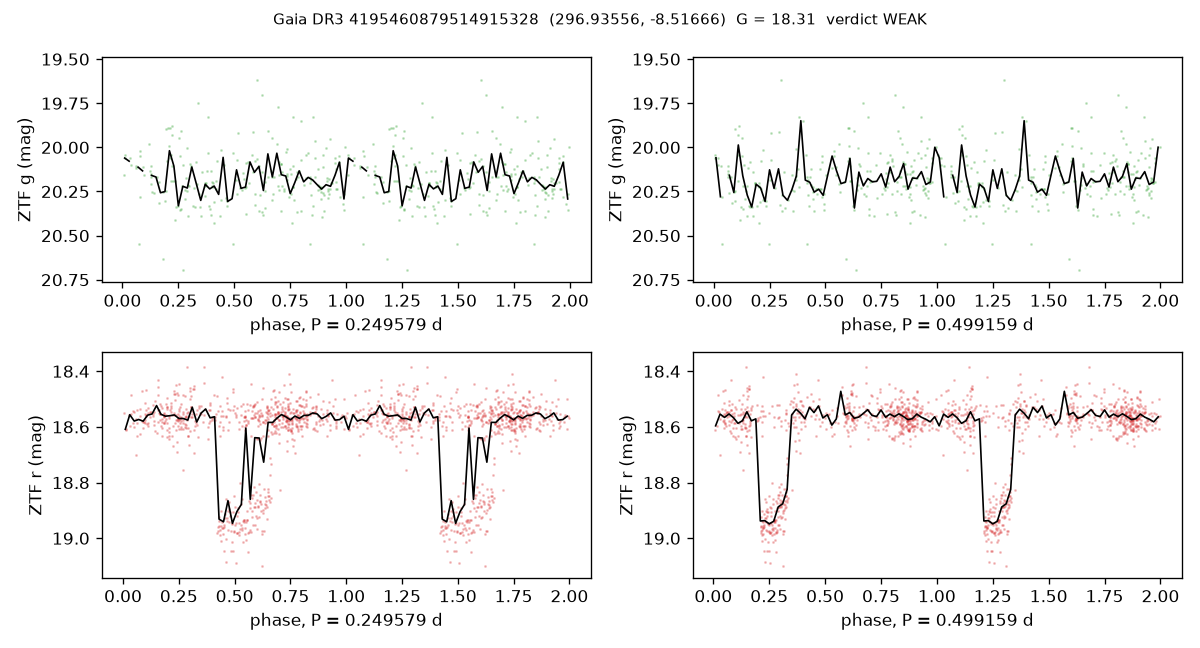 Gaia DR3 4195460879514915328 (296.93556, -8.51666) G = 18.31 verdict WEAK
ZTF g (mag)
19.50
19.75
20.00
20.25
20.50
20.75
0.00 0.25 0.50 0.75 1.00 1.25 1.50 1.75 2.00
phase, P = 0.249579 d
ZTF g (mag)
19.50
19.75
20.00
20.25
20.50
20.75
0.00 0.25 0.50 0.75 1.00 1.25 1.50 1.75 2.00
phase, P = 0.499159 d
ZTF r (mag)
18.4
18.6
18.8
19.0
0.00 0.25 0.50 0.75 1.00 1.25 1.50 1.75 2.00
phase, P = 0.249579 d
ZTF r (mag)
18.4
18.6
18.8
19.0
0.00 0.25 0.50 0.75 1.00 1.25 1.50 1.75 2.00
phase, P = 0.499159 d